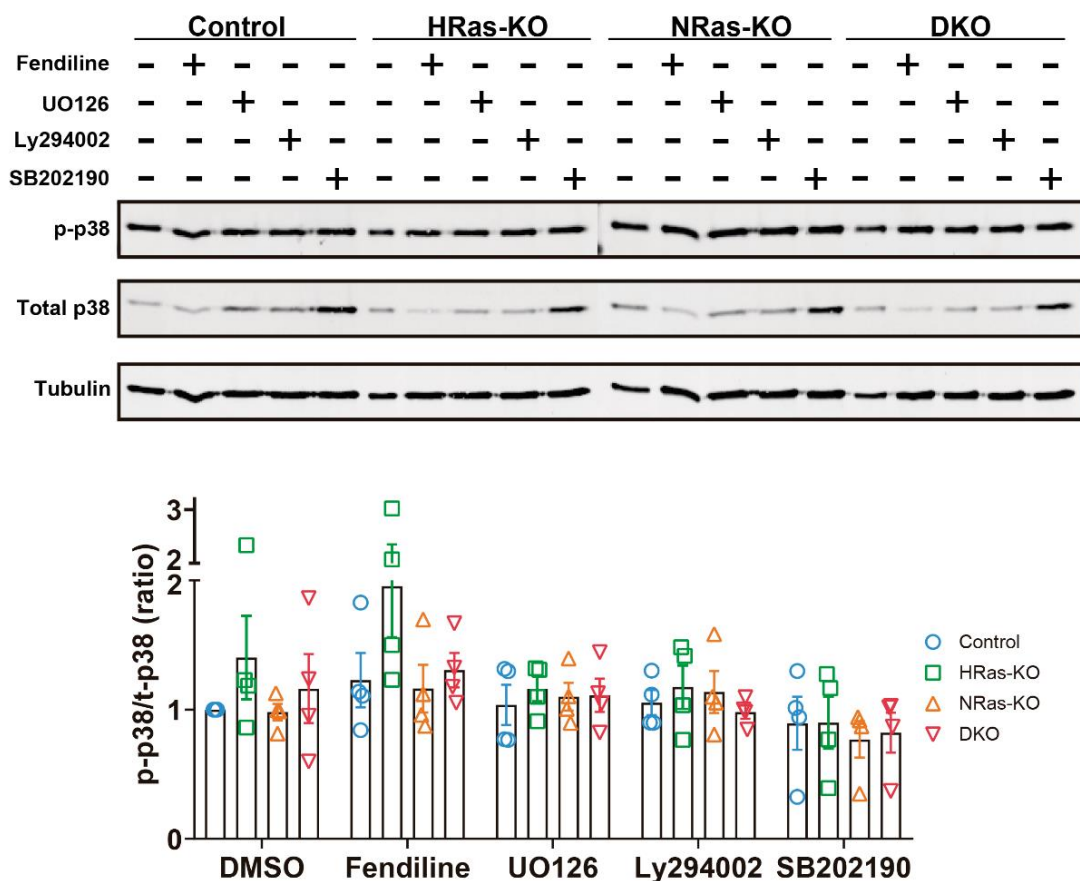 Control HRas-KO NRas-KO DKO
Fendiline - + - - - - + - - - - + - - - - + - - -
UO126 - - + - - - - + - - - - + - - - - + - -
Ly294002 - - - + - - - - + - - - - + - - - - + -
SB202190 - - - - + - - - - + - - - - + - - - - +
p-p38
Total p38
Tubulin
p-p38/t-p38 (ratio)
3
2
2
1
0
DMSO Fendiline UO126 Ly294002 SB202190
Control
HRas-KO
NRas-KO
DKO